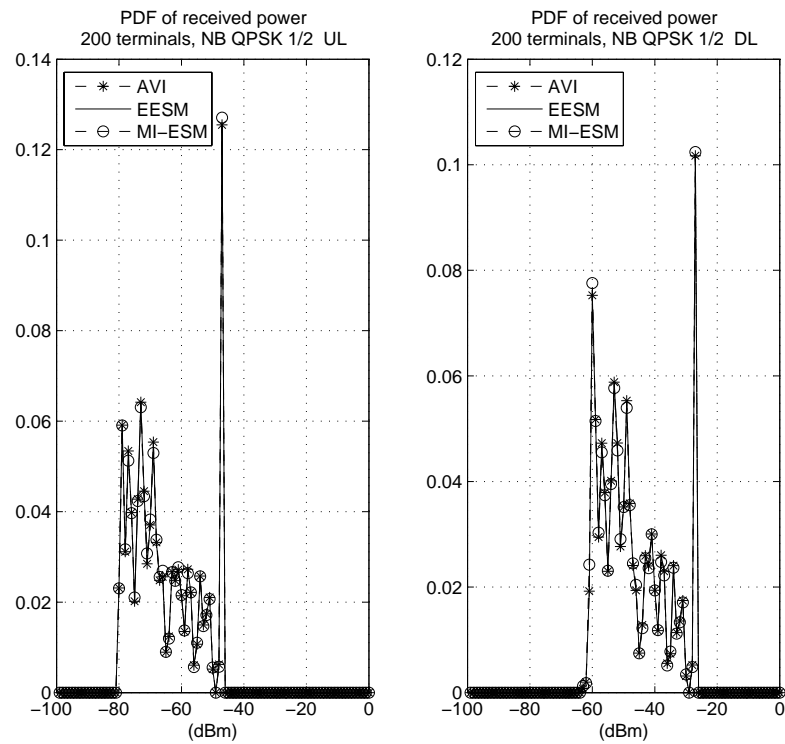 PDF of received power
200 terminals, NB QPSK 1/2 UL
0.14
0.12
0.1
0.08
0.06
0.04
0.02
0
AVI
EESM
MI−ESM
−100
−80
−60
−40
−20
0
(dBm)
PDF of received power
200 terminals, NB QPSK 1/2 DL
0.12
0.1
0.08
0.06
0.04
0.02
0
AVI
EESM
MI−ESM
−100
−80
−60
−40
−20
0
(dBm)